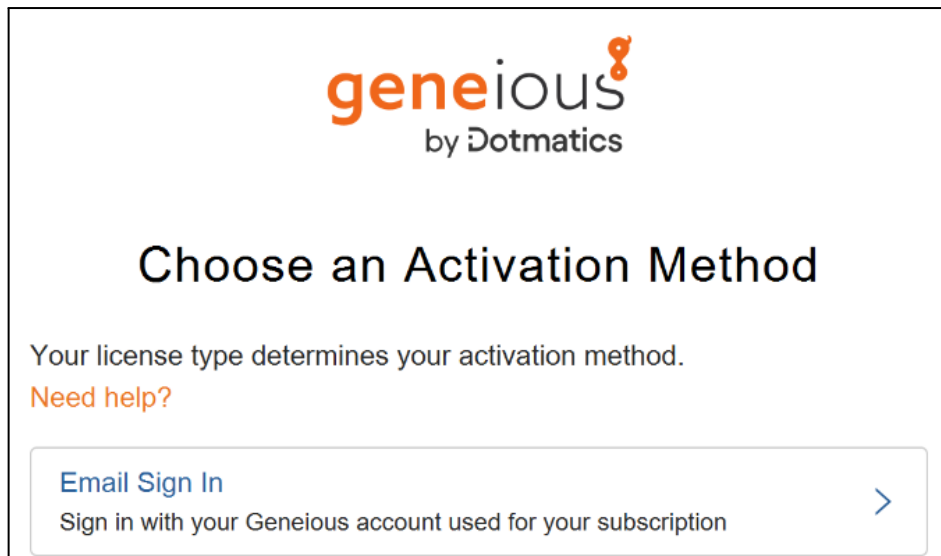 geneious
by Dotmatics
Choose an Activation Method
Your license type determines your activation method.
Need help?
Email Sign In
Sign in with your Geneious account used for your subscription